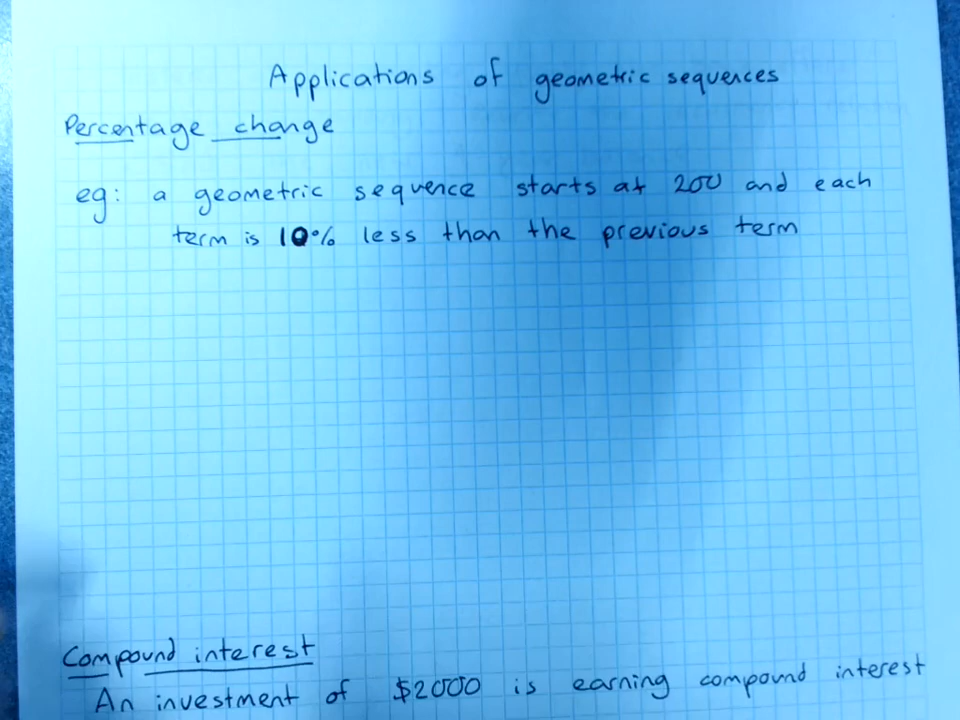 Applications of geometric sequences
Percentage change
eg: a geometric sequence starts at 200 and each
term is 10% less than the previous term
Compound interest
An investment of $2000 is earning compound interest